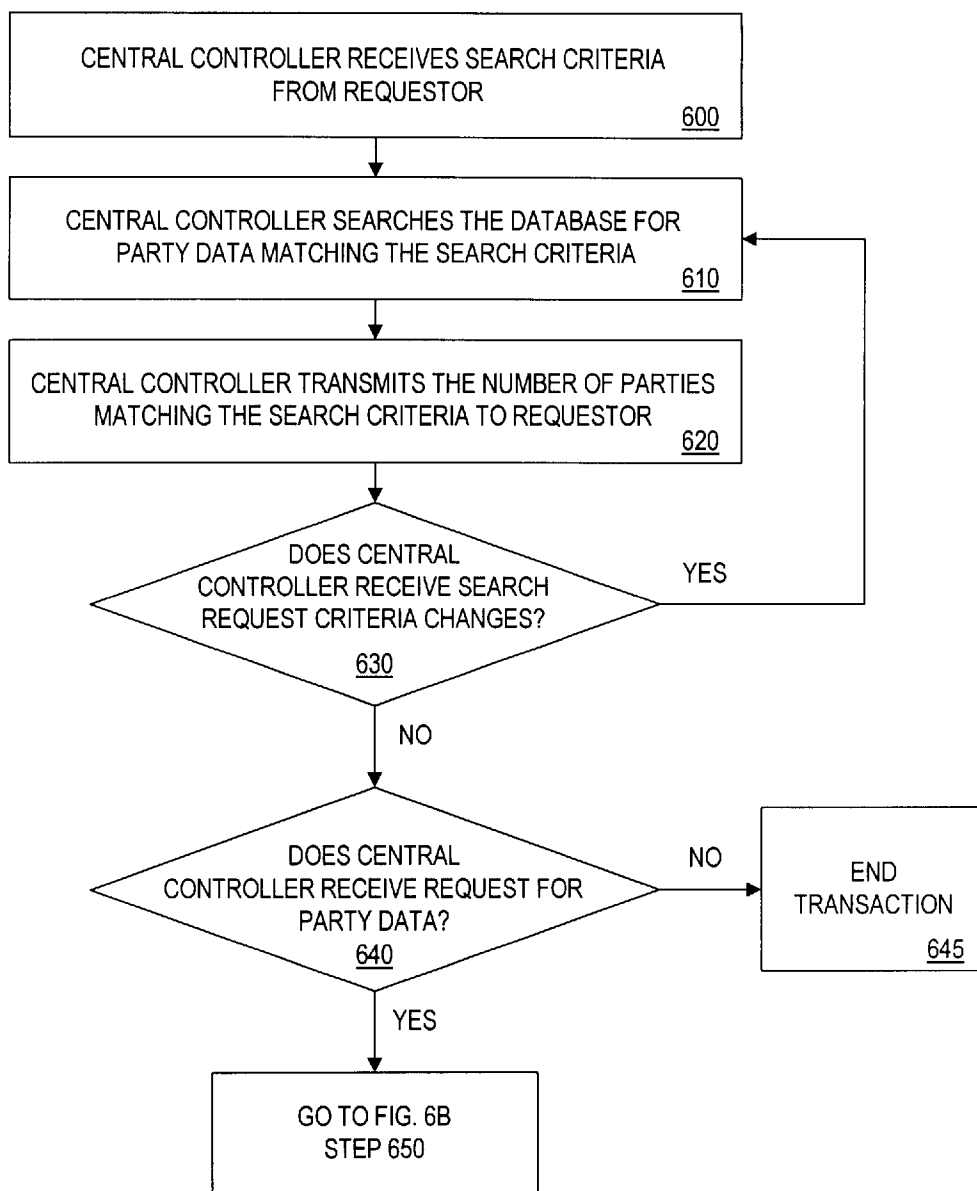 CENTRAL CONTROLLER RECEIVES SEARCH CRITERIA
FROM REQUESTOR
600
CENTRAL CONTROLLER SEARCHES THE DATABASE FOR
PARTY DATA MATCHING THE SEARCH CRITERIA
610
CENTRAL CONTROLLER TRANSMITS THE NUMBER OF PARTIES
MATCHING THE SEARCH CRITERIA TO REQUESTOR
620
DOES CENTRAL
CONTROLLER RECEIVE SEARCH
REQUEST CRITERIA CHANGES?
630
YES
NO
DOES CENTRAL
CONTROLLER RECEIVE REQUEST FOR
PARTY DATA?
640
NO
END
TRANSACTION
645
YES
GO TO FIG. 6B
STEP 650